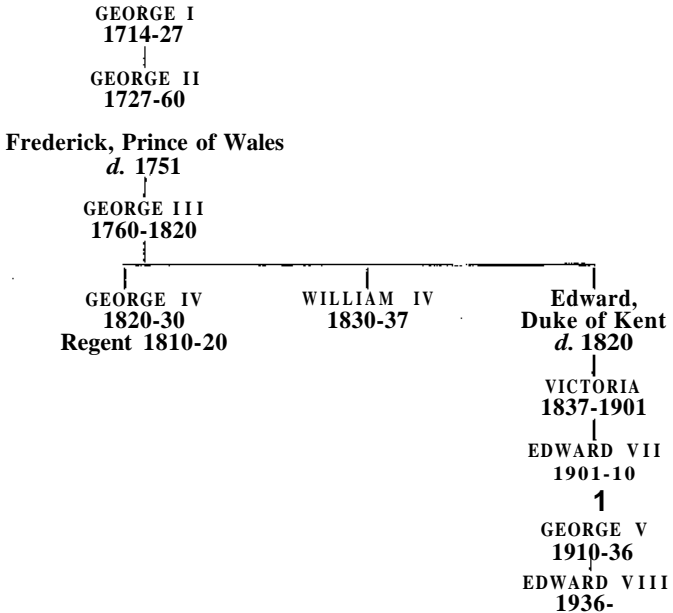 GEORGE I
1714-27
GEORGE II
1727-60
Frederick, Prince of Wales
d. 1751
GEORGE III
1760-1820
GEORGE IV
1820-30
Regent 1810-20
WILLIAM IV
1830-37
Edward,
Duke of Kent
d. 1820
VICTORIA
1837-1901
EDWARD VII
1901-10
1
GEORGE V
1910-36
EDWARD VIII
1936-